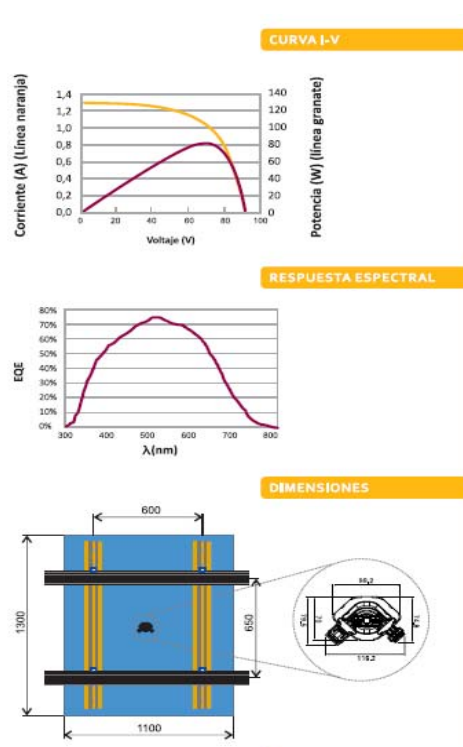 CURVA I-V
Corriente (A) (Línea naranja)
Potencia (W) (línea granate)
1,4
1,2
1,0
0,8
0,6
0,4
0,2
0,0
140
120
100
80
60
40
20
0
0 20 40 60 80 100
Voltaje (V)
RESPUESTA ESPECTRAL
EQE
80%
70%
60%
50%
40%
30%
20%
10%
0%
300 400 500 600 700 800
λ(nm)
DIMENSIONES
600
1300
650
1100